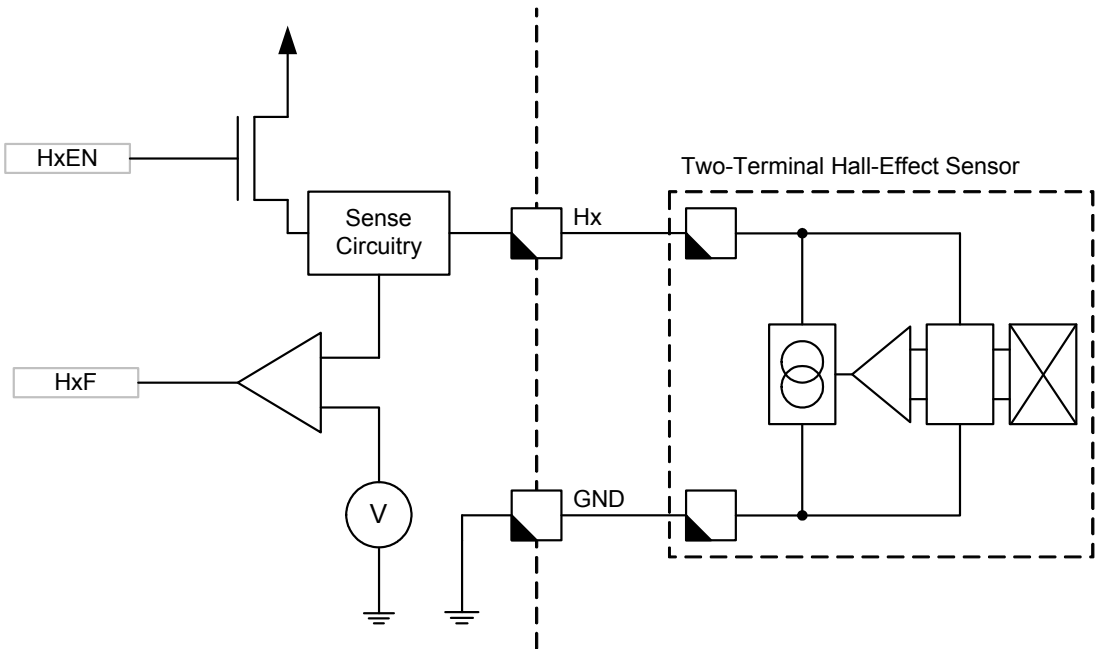 HxEN
Two-Terminal Hall-Effect Sensor
Sense
Circuitry
Hx
HxF
GND
V